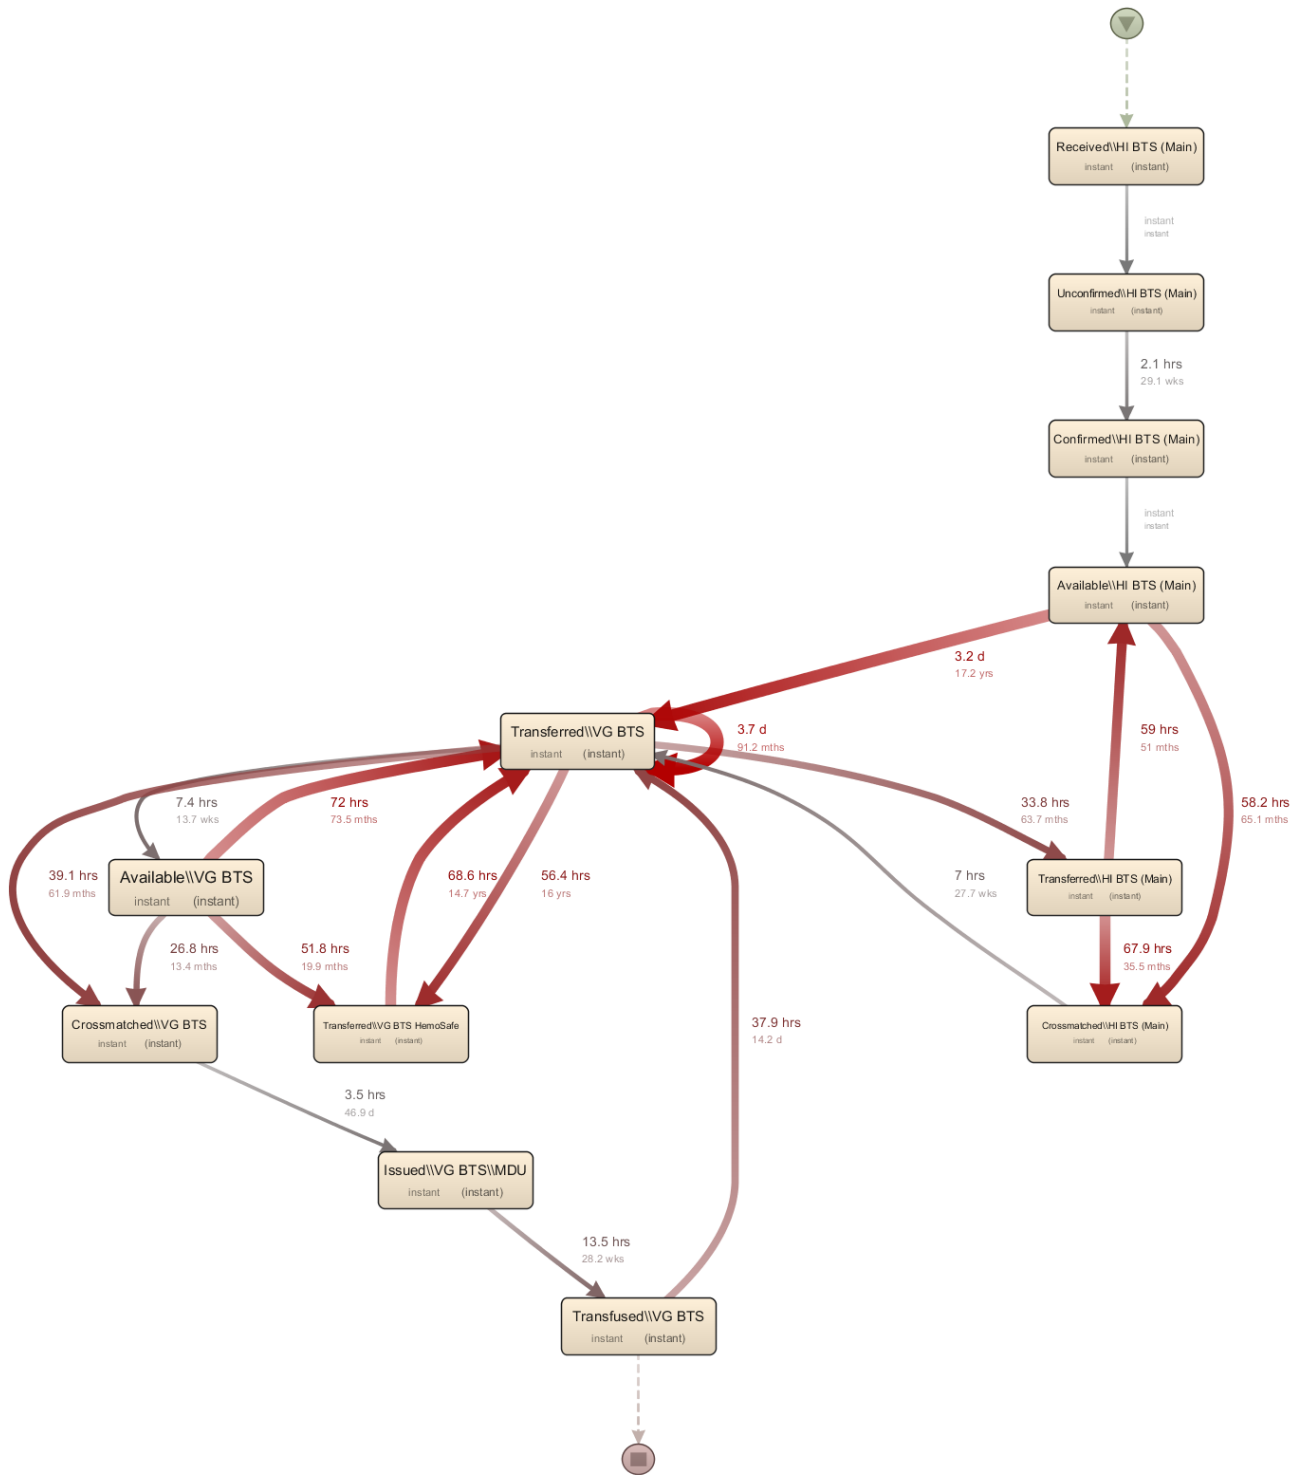 Received\\HI BTS (Main)
instant (instant)
instant
instant
Unconfirmed\\HI BTS (Main)
instant (instant)
2.1 hrs
29.1 wks
Confirmed\\HI BTS (Main)
instant (instant)
instant
instant
Available\\HI BTS (Main)
instant (instant)
3.2 d
17.2 yrs
Transferred\\VG BTS
instant (instant)
3.7 d
91.2 mths
59 hrs
51 mths
58.2 hrs
65.1 mths
7.4 hrs
13.7 wks
72 hrs
73.5 mths
33.8 hrs
63.7 mths
39.1 hrs
61.9 mths
Available\\VG BTS
instant (instant)
68.6 hrs
14.7 yrs
56.4 hrs
16 yrs
7 hrs
27.7 wks
Transferred\\HI BTS (Main)
instant (instant)
26.8 hrs
13.4 mths
51.8 hrs
19.9 mths
67.9 hrs
35.5 mths
Crossmatched\\VG BTS
instant (instant)
Transferred\\VG BTS HemoSafe
instant (instant)
37.9 hrs
14.2 d
Crossmatched\\HI BTS (Main)
instant (instant)
3.5 hrs
46.9 d
Issued\\VG BTS\\MDU
instant (instant)
13.5 hrs
28.2 wks
Transfused\\VG BTS
instant (instant)